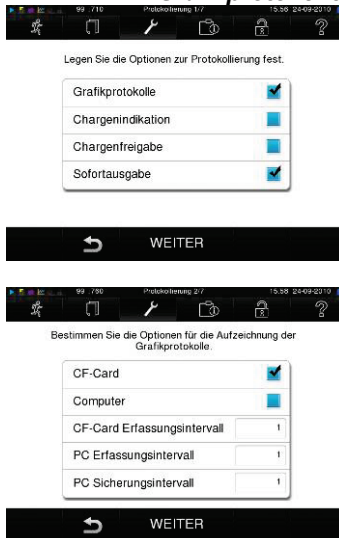 99 .710 Protokollierung 1/7 15.56 24-09-2010
Legen Sie die Optionen zur Protokollierung fest.
Grafikprotokolle
Chargenindikation
Chargenfreigabe
Sofortausgabe
WEITER
99 .760 Protokollierung 2/7 15.58 24-09-2010
Bestimmen Sie die Optionen für die Aufzeichnung der
Grafikprotokolle.
CF-Card
Computer
CF-Card Erfassungsintervall 1
PC Erfassungsintervall 1
PC Sicherungsintervall 1
WEITER